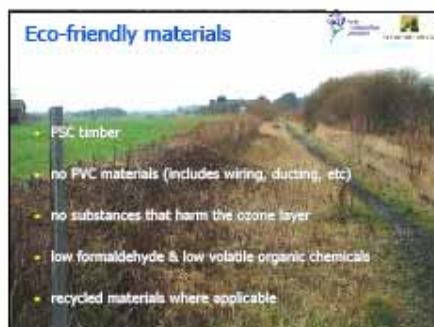 Eco-friendly materials
FSC timber
no PVC materials (includes wiring, ducting, etc)
no substances that harm the ozone layer
low formaldehyde & low volatile organic chemicals
recycled materials where applicable